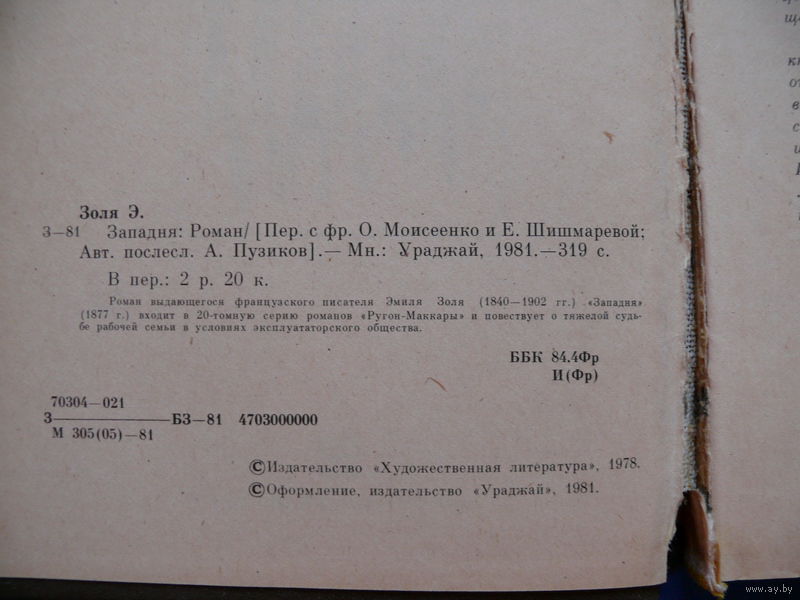 Золя Э.
З—81 Западня: Роман/ [Пер. с фр. О. Моисеенко и Е. Шишмаревой;
Авт. послесл. А. Пузиков].— Мн.: Ураджай, 1981.—319 с.
В пер.: 2 р. 20 к.
Роман выдающегося французского писателя Эмиля Золя (1840—1902 гг.) «Западня»
(1877 г.) входит в 20-томную серию романов «Ругон-Маккары» и повествует о тяжелой судь-
бе рабочей семьи в условиях эксплуататорского общества.
ББК 84.4Фр
И(Фр)
70304—021
З———БЗ—81 4703000000
М 305(05)—81
©Издательство «Художественная литература», 1978.
©Оформление, издательство «Ураджай», 1981.
www.ay.by